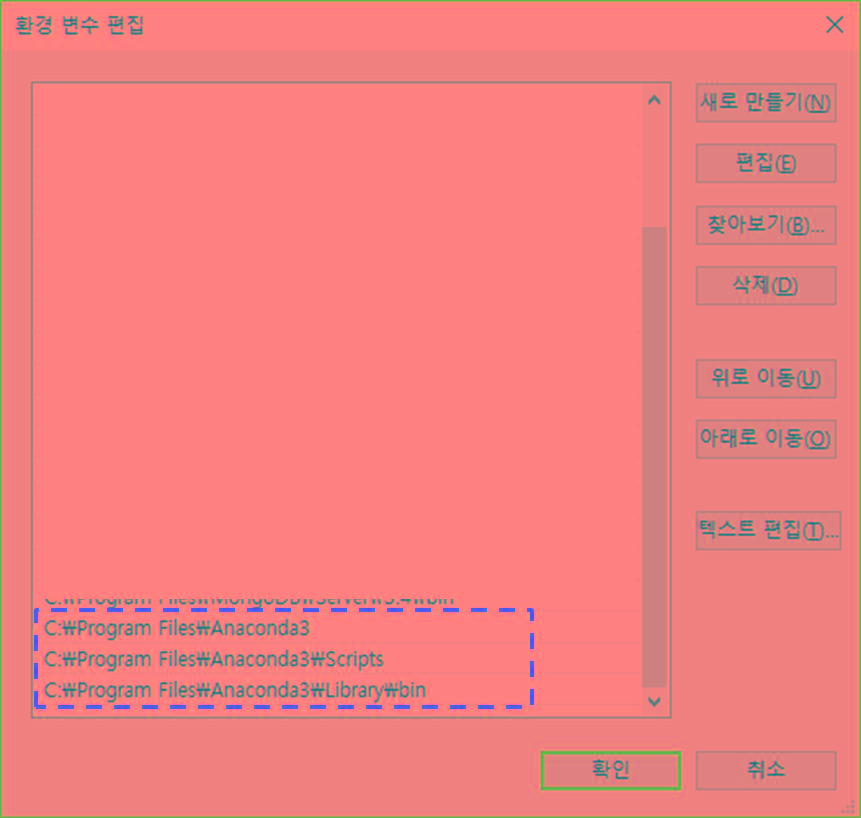 환경 변수 편집
새로 만들기(N)
편집(E)
찾아보기(B)...
삭제(D)
위로 이동(U)
아래로 이동(O)
텍스트 편집(T)...
C:₩Program Files₩MongoDB₩Server₩3.4₩bin
C:₩Program Files₩Anaconda3
C:₩Program Files₩Anaconda3₩Scripts
C:₩Program Files₩Anaconda3₩Library₩bin
확인
취소